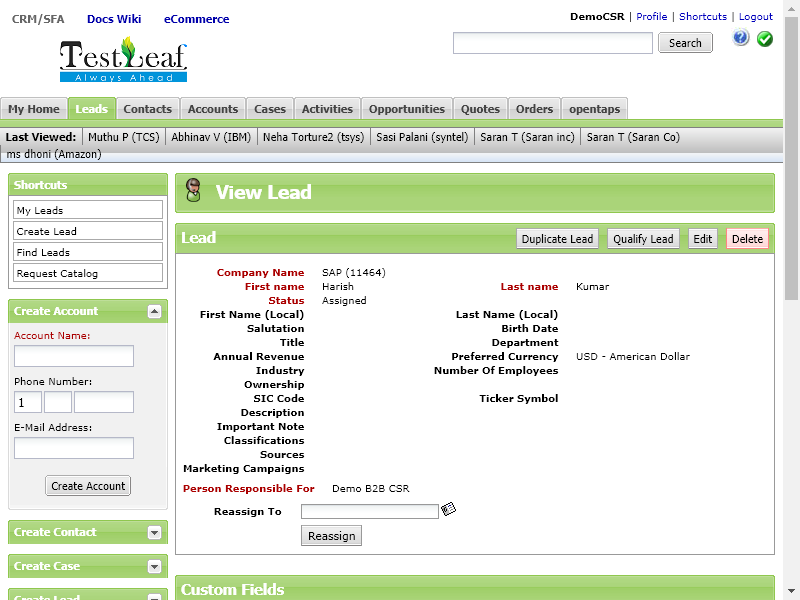 CRM/SFA Docs Wiki eCommerce
DemoCSR | Profile | Shortcuts | Logout
TestLeaf
Always Ahead
Search
My Home Leads Contacts Accounts Cases Activities Opportunities Quotes Orders opentaps
Last Viewed: Muthu P (TCS) Abhinav V (IBM) Neha Torture2 (tsys) Sasi Palani (syntel) Saran T (Saran inc) Saran T (Saran Co)
ms dhoni (Amazon)
Shortcuts
My Leads
Create Lead
Find Leads
Request Catalog
Create Account
Account Name:
Phone Number:
1
E-Mail Address:
Create Account
Create Contact
Create Case
Create Lead
View Lead
Lead Duplicate Lead Qualify Lead Edit Delete
Company Name SAP (11464)
First name Harish Last name Kumar
Status Assigned
First Name (Local) Last Name (Local)
Salutation Birth Date
Title Department
Annual Revenue Preferred Currency USD - American Dollar
Industry Number Of Employees
Ownership
SIC Code Ticker Symbol
Description
Important Note
Classifications
Sources
Marketing Campaigns
Person Responsible For Demo B2B CSR
Reassign To
Reassign
Custom Fields